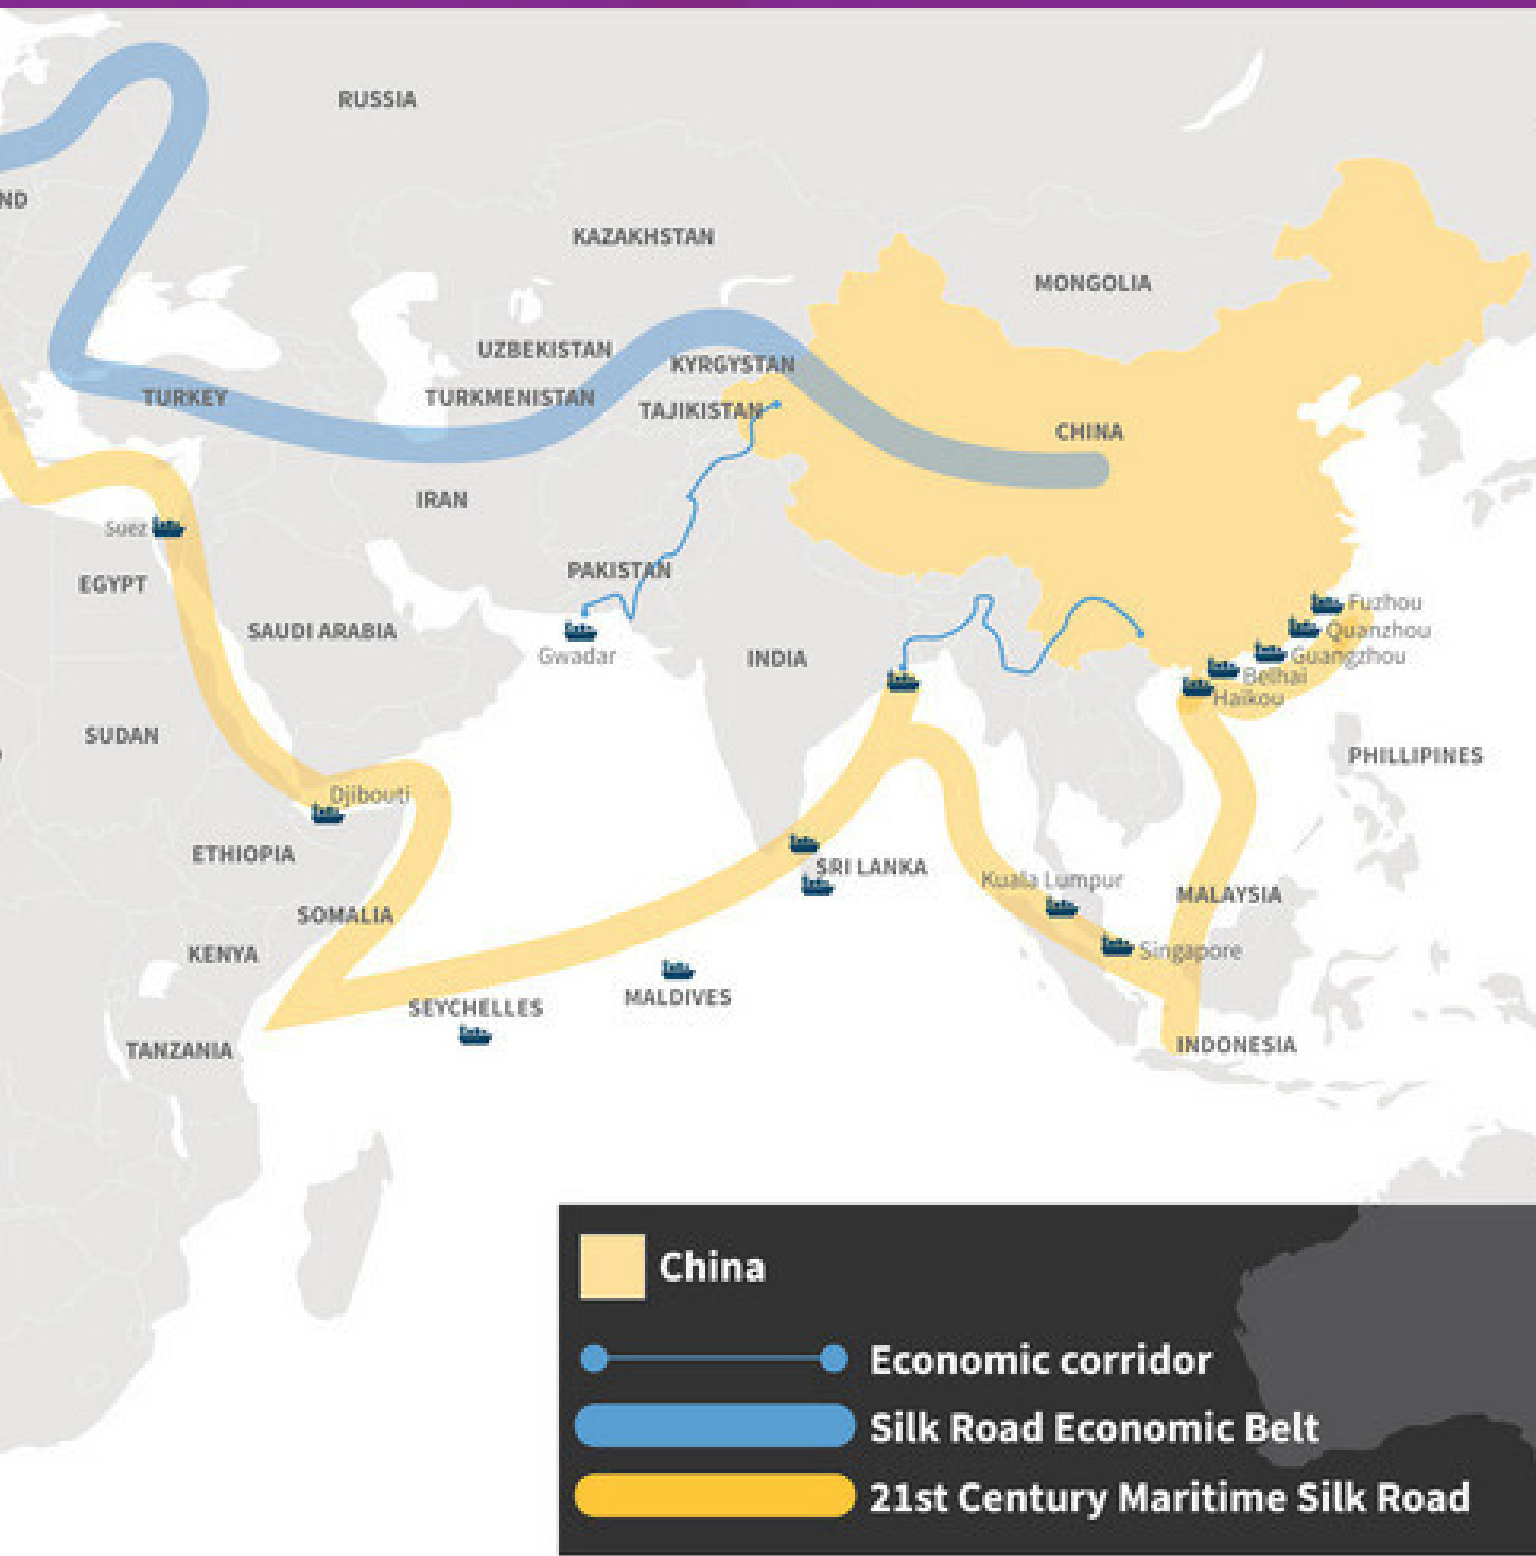 RUSSIA
ND
KAZAKHSTAN
MONGOLIA
UZBEKISTAN
KYRGYSTAN
TURKEY
TURKMENISTAN
TAJIKISTAN
CHINA
IRAN
Suez
PAKISTAN
EGYPT
Fuzhou
SAUDI ARABIA
Quanzhou
Gwadar
INDIA
Guangzhou
Beihai
Haikou
SUDAN
PHILLIPINES
Djibouti
ETHIOPIA
SRI LANKA
Kuala Lumpur
MALAYSIA
SOMALIA
KENYA
Singapore
SEYCHELLES
MALDIVES
TANZANIA
INDONESIA
China
Economic corridor
Silk Road Economic Belt
21st Century Maritime Silk Road